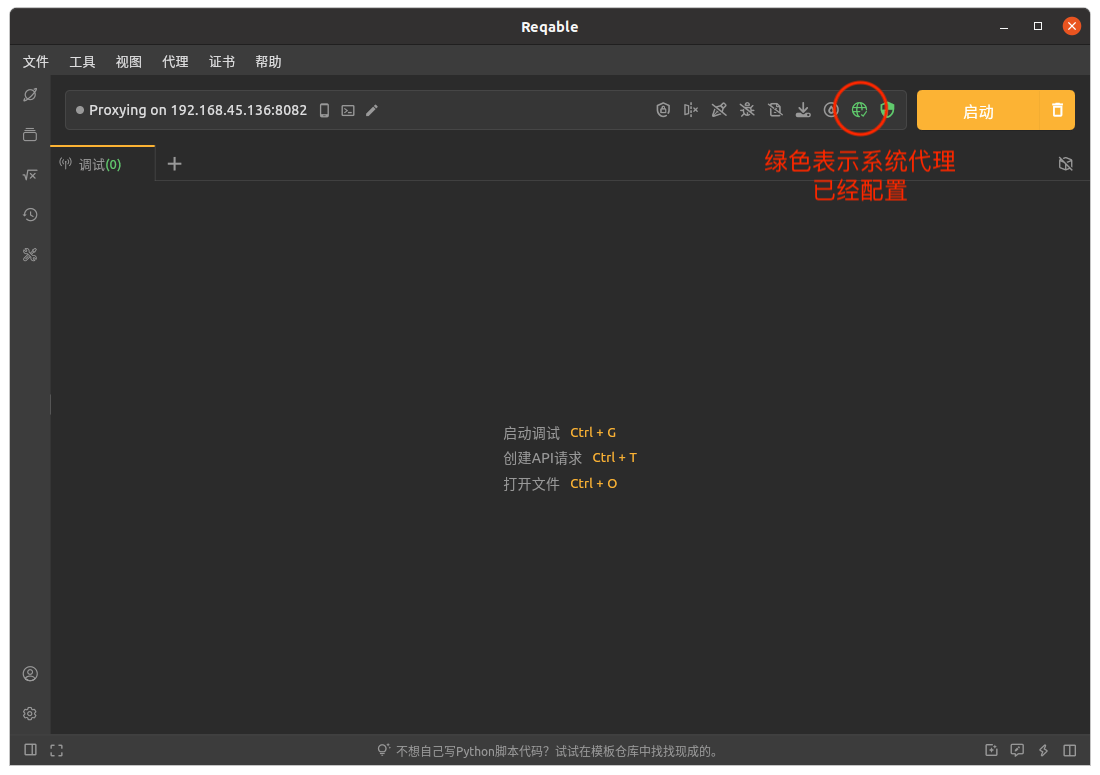 Reqable
文件 工具 视图 代理 证书 帮助
Proxying on 192.168.45.136:8082
启动
调试(0)
绿色表示系统代理
已经配置
启动调试 Ctrl + G
创建API请求 Ctrl + T
打开文件 Ctrl + O
不想自己写Python脚本代码？试试在模板仓库中找找现成的。